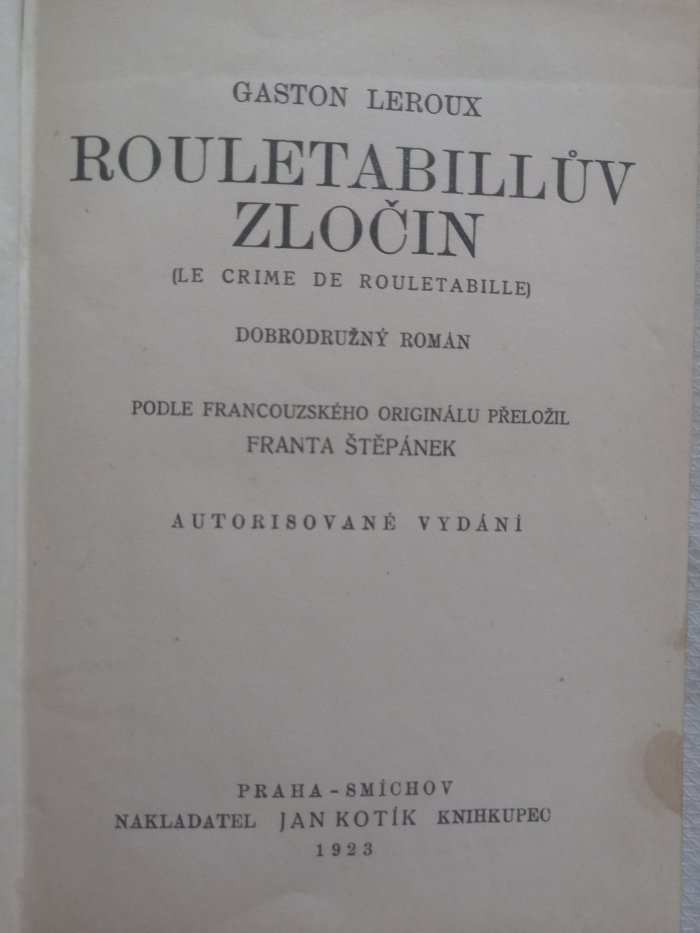 GASTON LEROUX
ROULETABILLŮV
ZLOČIN
(LE CRIME DE ROULETABILLE)
DOBRODRUŽNÝ ROMÁN
PODLE FRANCOUZSKÉHO ORIGINÁLU PŘELOŽIL
FRANTA ŠTĚPÁNEK
AUTORISOVANÉ VYDÁNÍ
PRAHA - SMÍCHOV
NAKLADATEL JAN KOTÍK KNIHKUPEC
1923